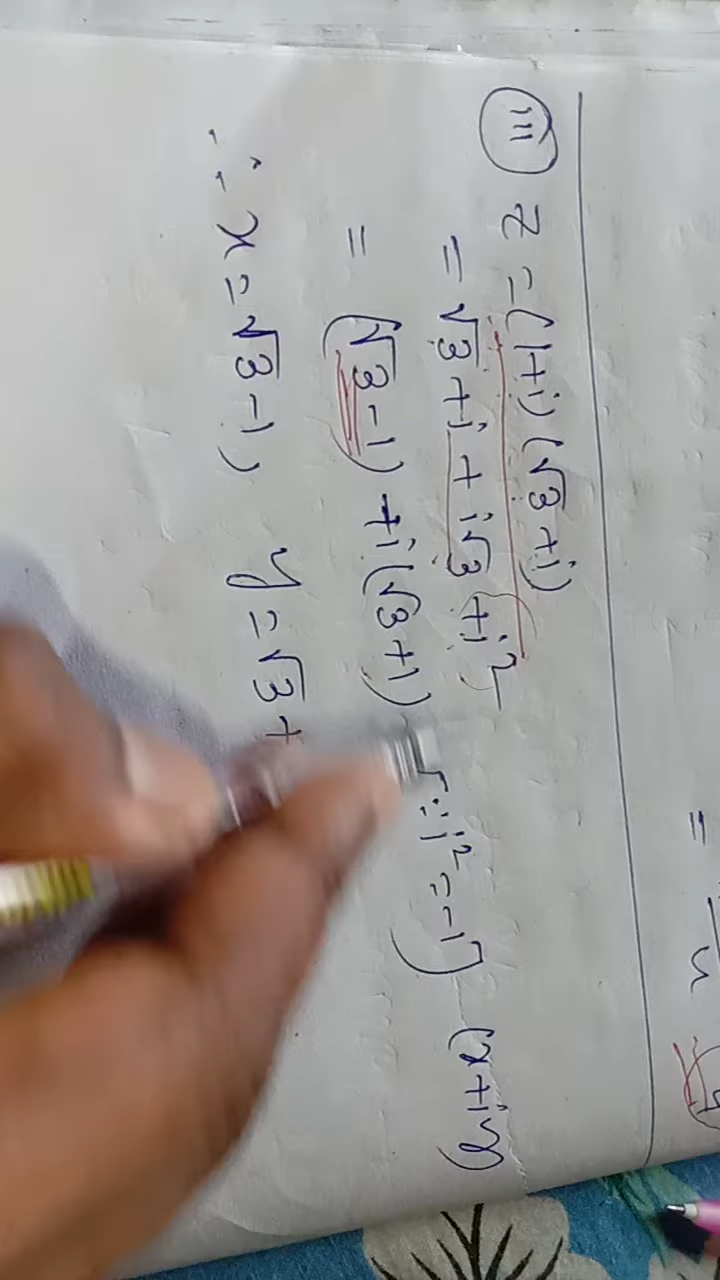 (iii) z = (1+i) (√3 + i)
= √3 + i + i√3 + i²
= (√3 - 1) + i(√3 + 1) [∵ i² = -1] (x+iy)
∴ x = √3 - 1, y = √3 +
=